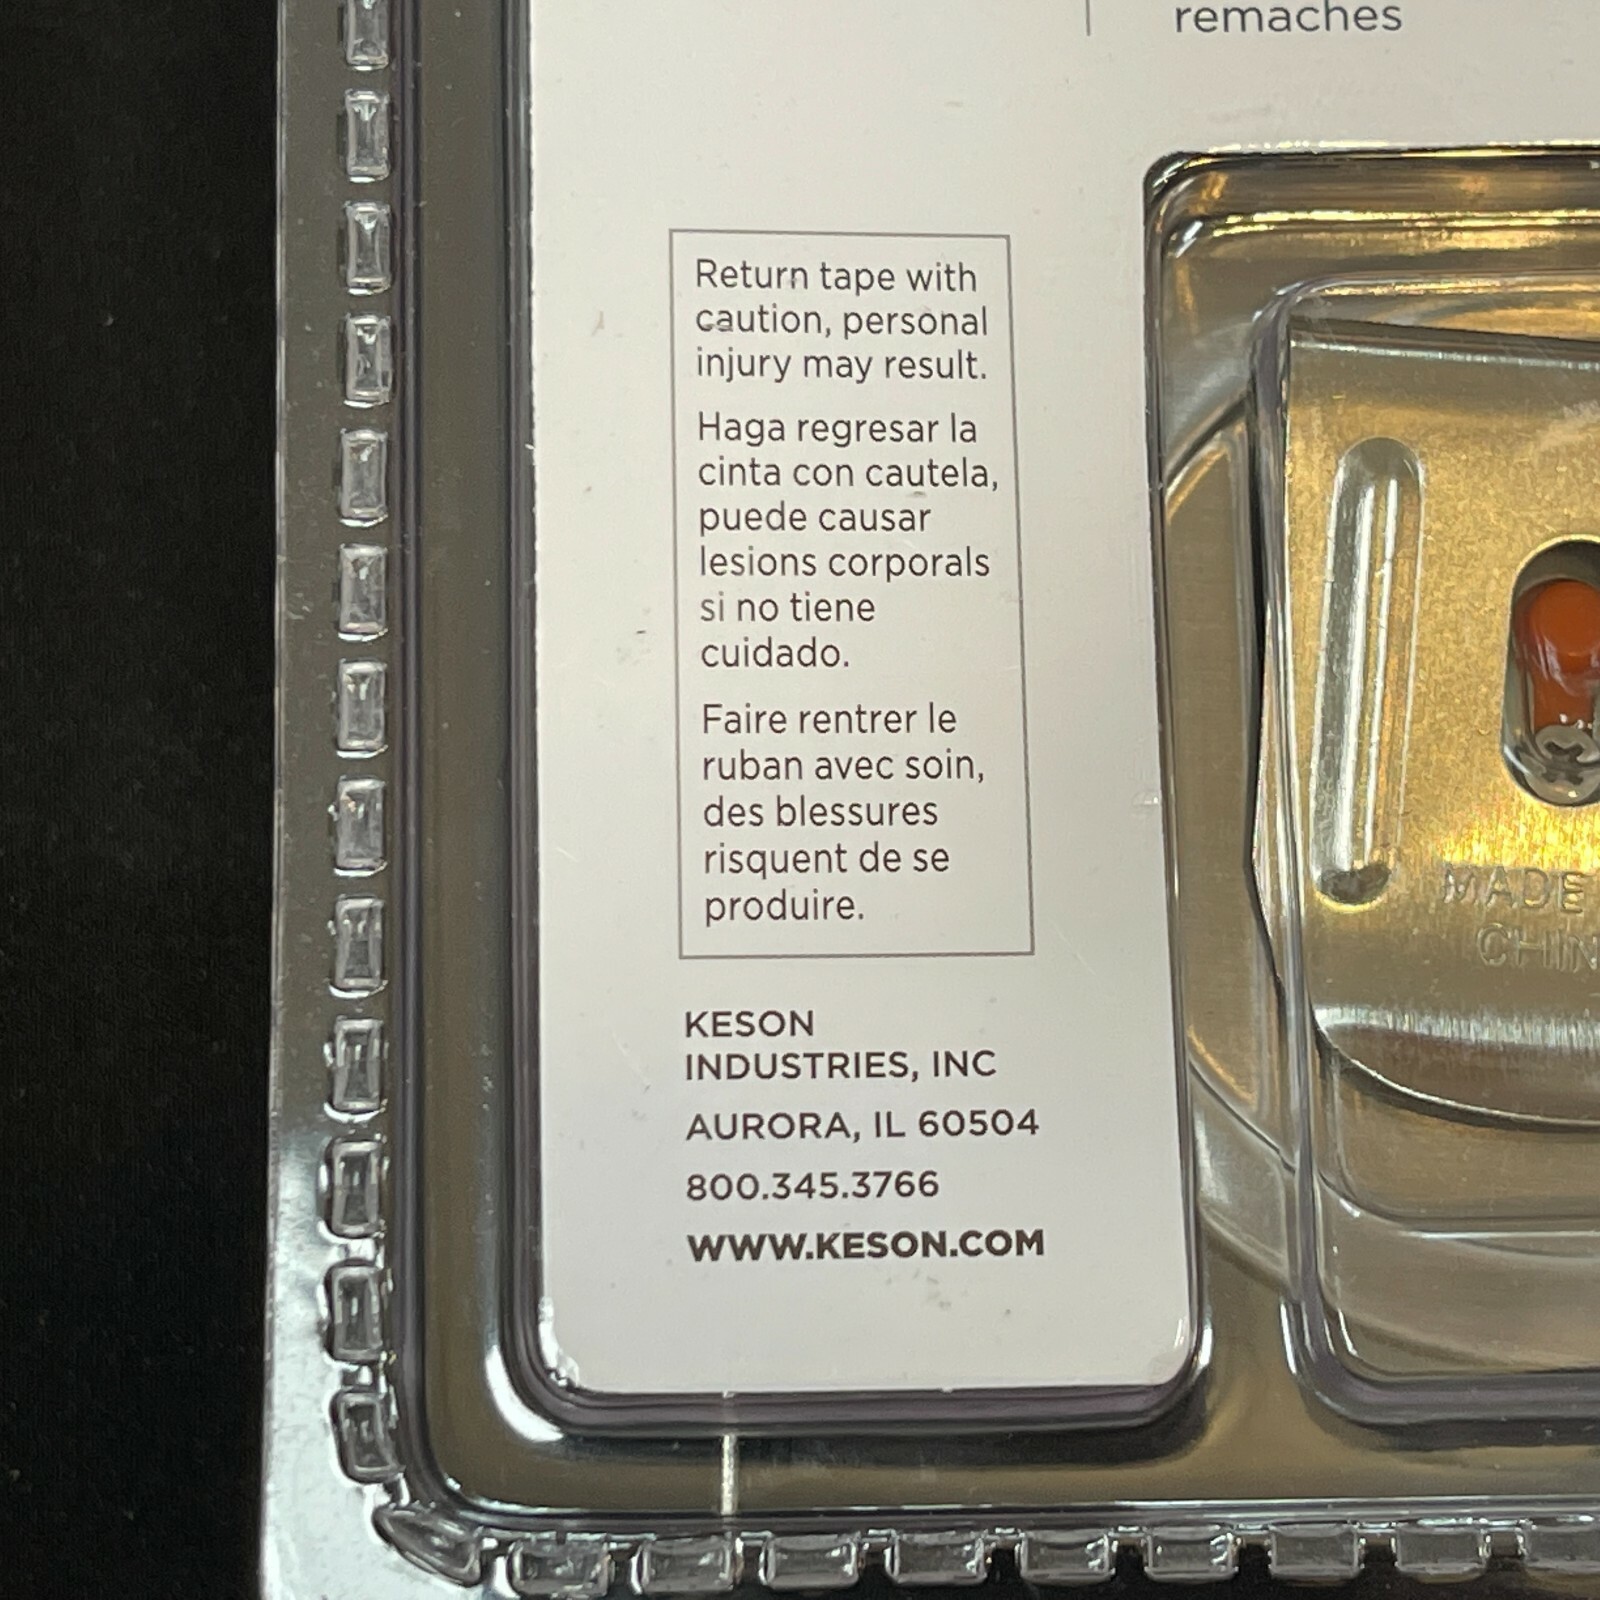 remaches
Return tape with
caution, personal
injury may result.
Haga regresar la
cinta con cautela,
puede causar
lesions corporals
si no tiene
cuidado.
Faire rentrer le
ruban avec soin,
des blessures
risquent de se
produire.
KESON
INDUSTRIES, INC
AURORA, IL 60504
800.345.3766
WWW.KESON.COM
MADE
CHIN